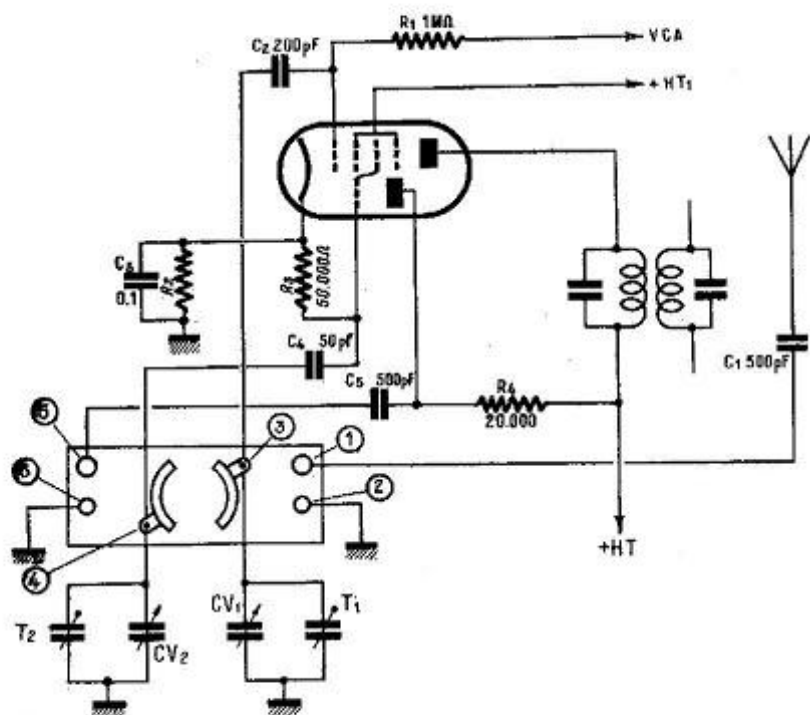 R1 1MΩ
VCA
C2 200pF
+HT1
C3
0.1
R2
R3
50.000Ω
C4 50pF
C5 500pF
R4
20.000
C1 500pF
5
3
1
2
4
+HT
T2
CV2
CV1
T1